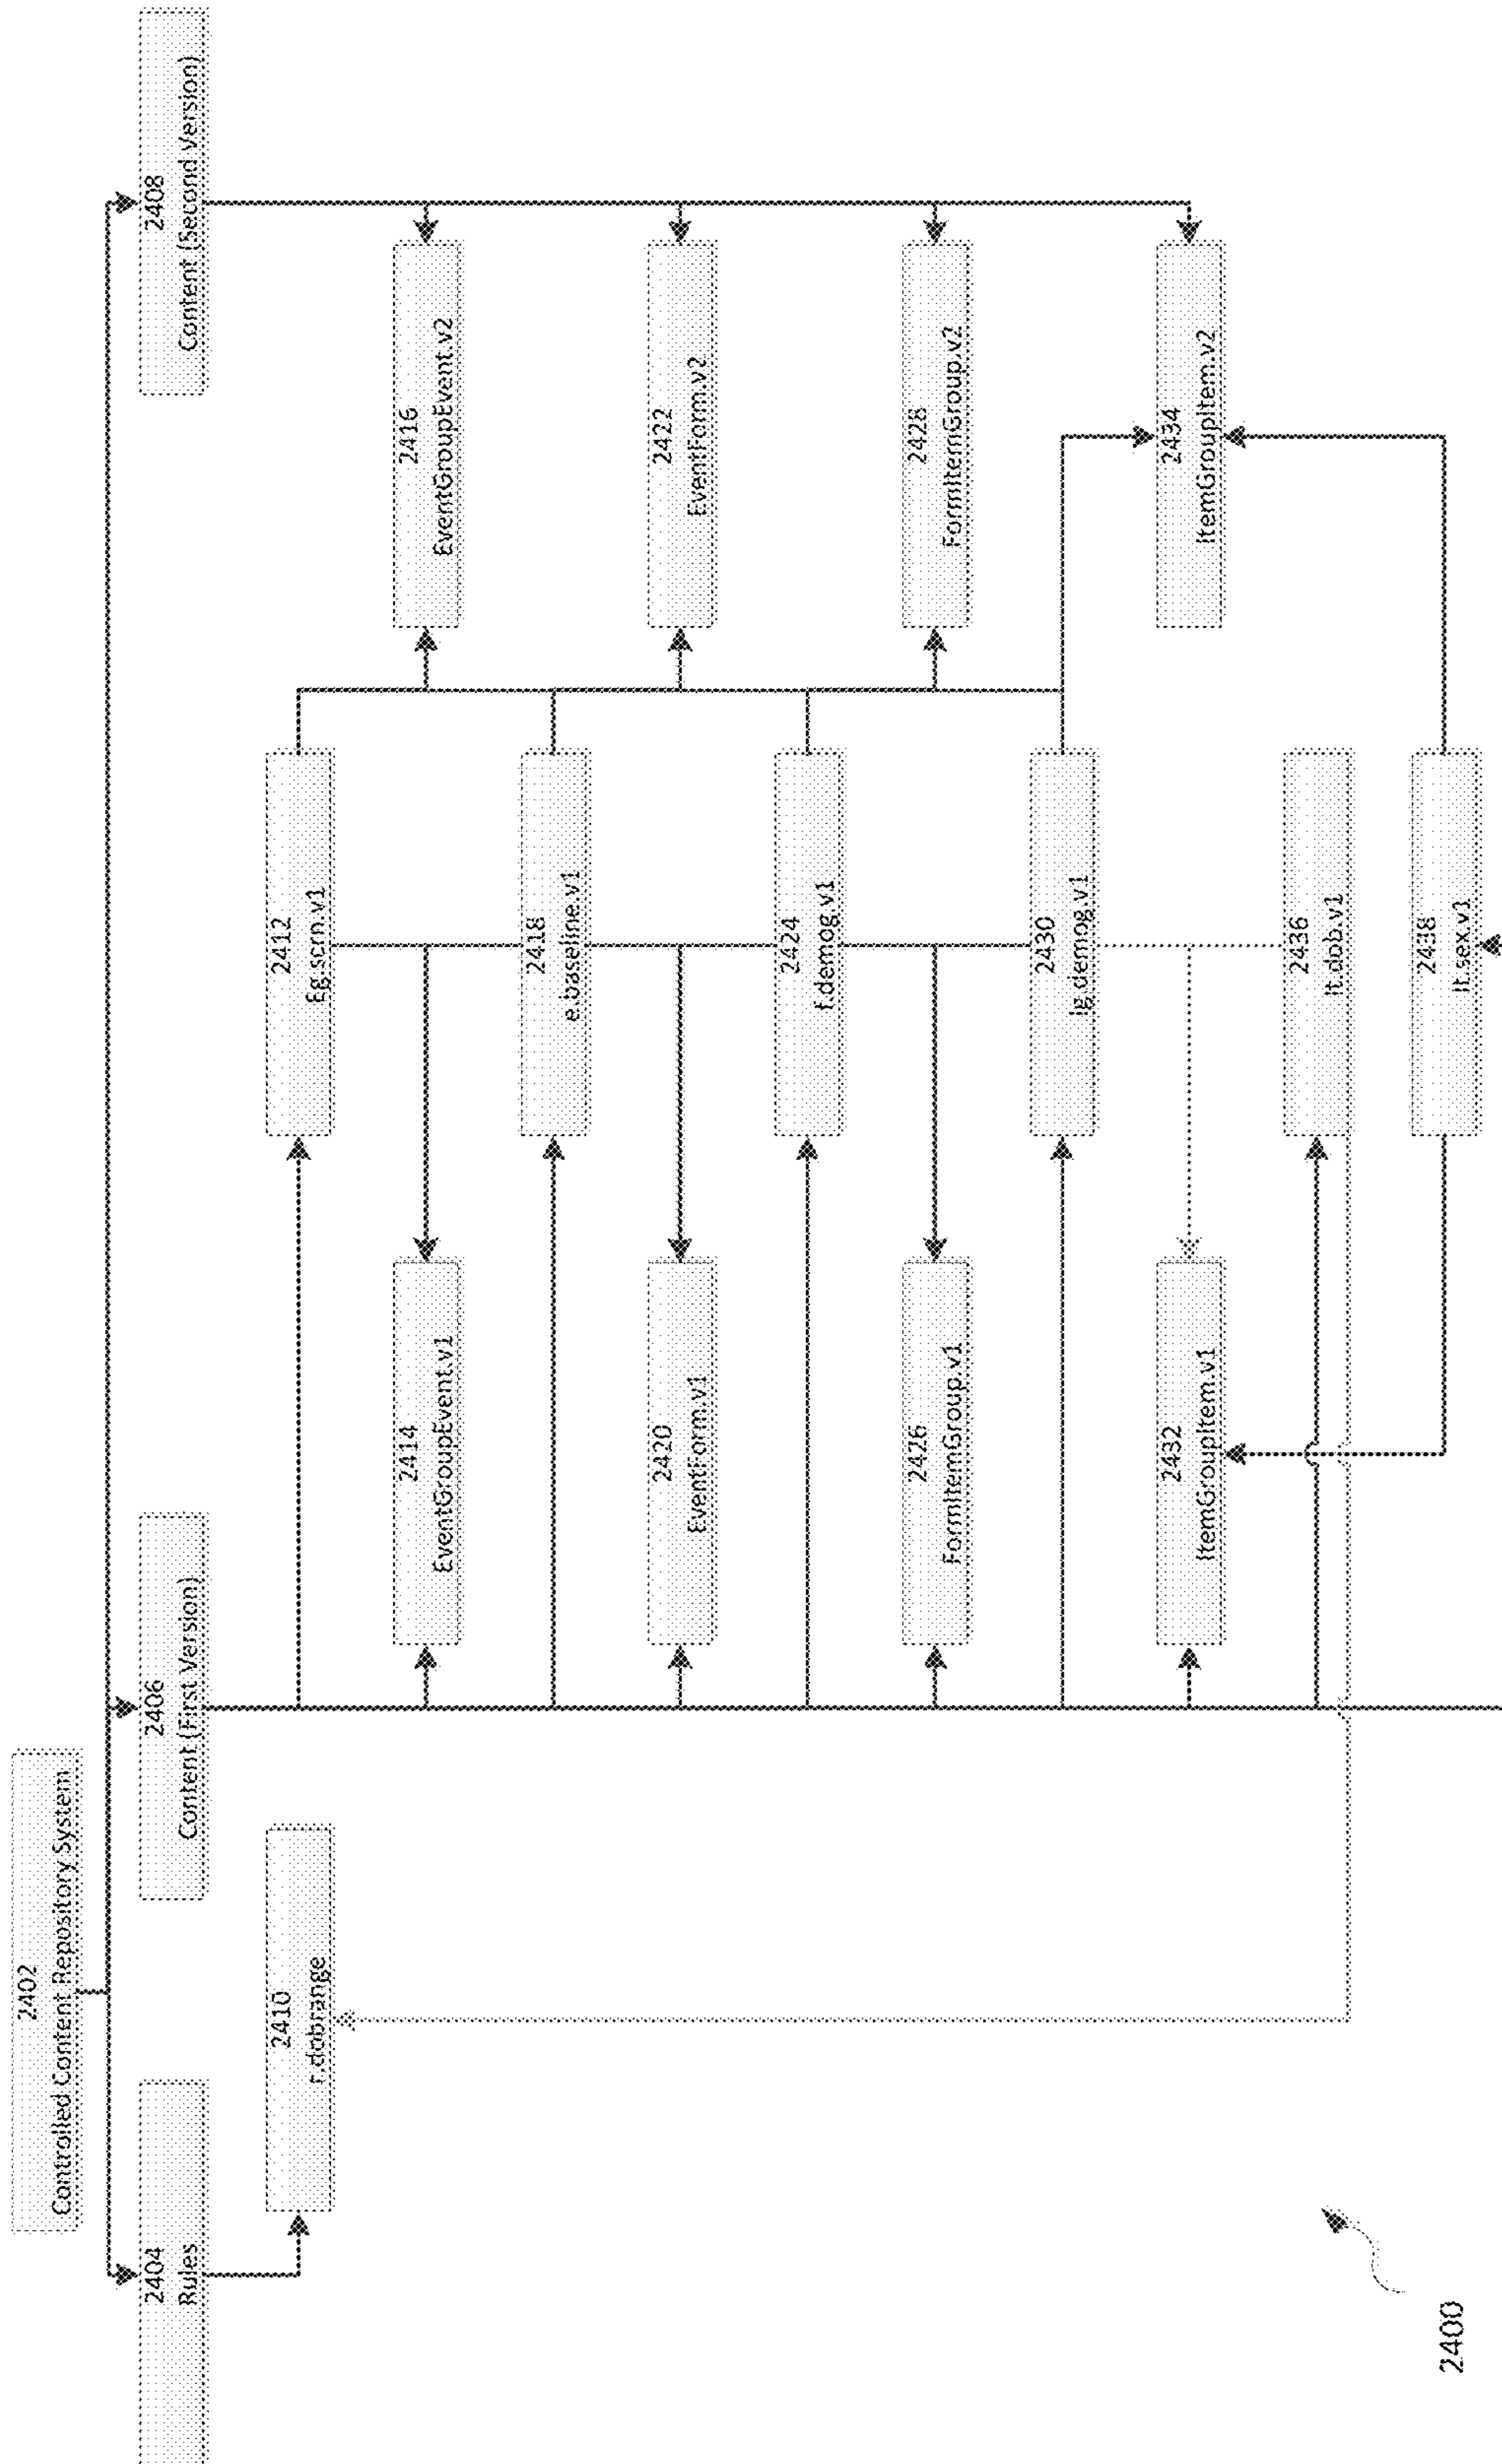 2402
Controlled Content Repository System
2404
Rules
2406
Content (First Version)
2408
Content (Second Version)
2410
r.dobrange
2412
Eg.scrn.v1
2414
EventGroupEvent.v1
2416
EventGroupEvent.v2
2418
e.baseline.v1
2420
EventForm.v1
2422
EventForm.v2
2424
f.demog.v1
2426
FormItemGroup.v1
2428
FormItemGroup.v2
2430
Ig.demog.v1
2432
ItemGroupItem.v1
2434
ItemGroupItem.v2
2436
It.dob.v1
2438
It.sex.v1
2400